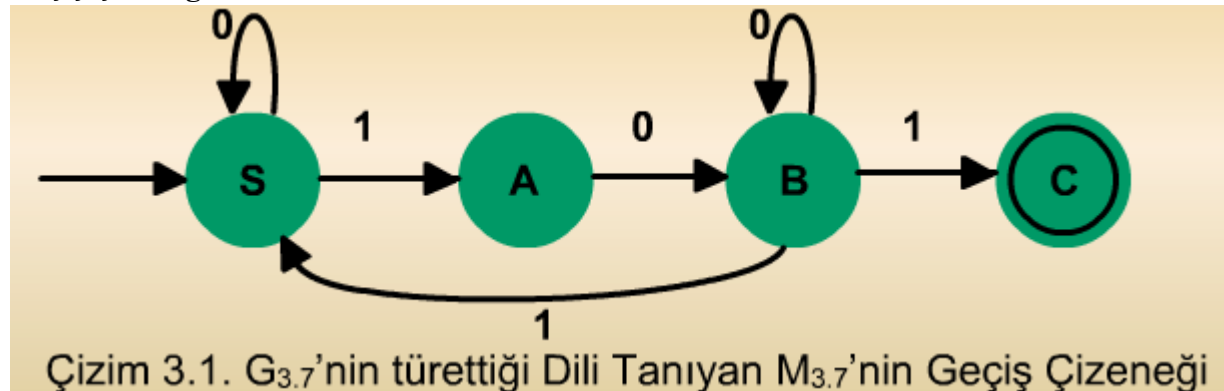 0 0
1 0 1
S A B C
1
Çizim 3.1. G3.7’nin türettiği Dili Tanıyan M3.7’nin Geçiş Çizeneği